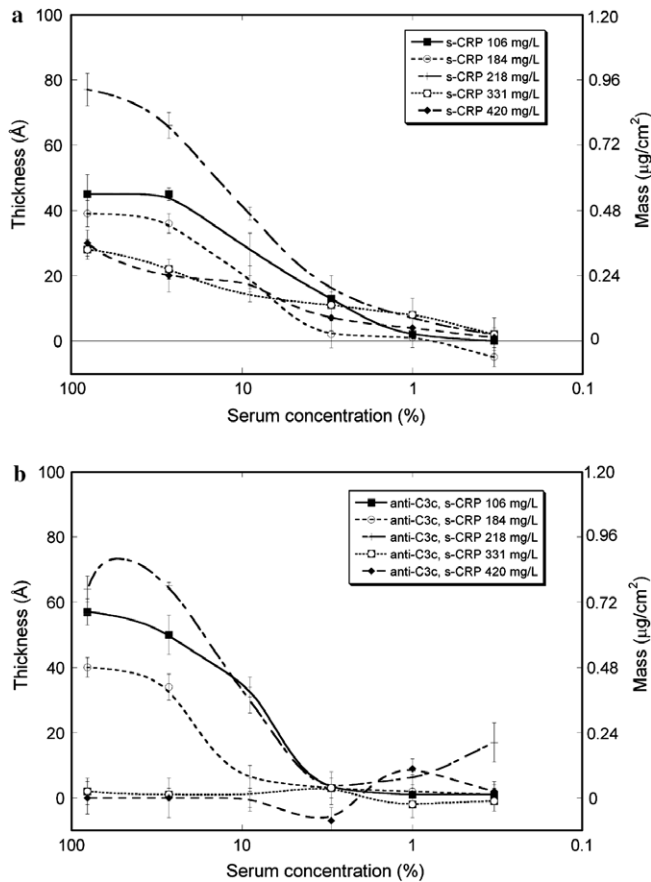 a
100
80
60
40
20
0
Thickness (Å)
1.20
0.96
0.72
0.48
0.24
0
Mass (µg/cm²)
s-CRP 106 mg/L
s-CRP 184 mg/L
s-CRP 218 mg/L
s-CRP 331 mg/L
s-CRP 420 mg/L
100 10 1 0.1
Serum concentration (%)
b
100
80
60
40
20
0
Thickness (Å)
1.20
0.96
0.72
0.48
0.24
0
Mass (µg/cm²)
anti-C3c, s-CRP 106 mg/L
anti-C3c, s-CRP 184 mg/L
anti-C3c, s-CRP 218 mg/L
anti-C3c, s-CRP 331 mg/L
anti-C3c, s-CRP 420 mg/L
100 10 1 0.1
Serum concentration (%)